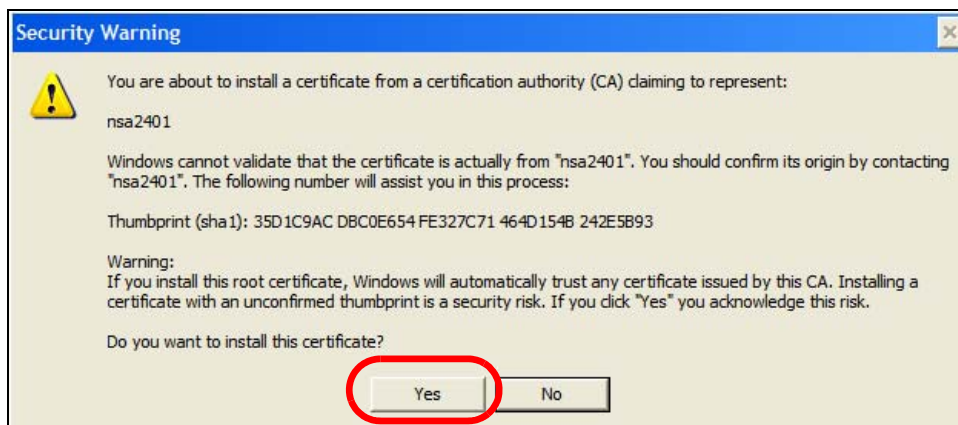 Security Warning
You are about to install a certificate from a certification authority (CA) claiming to represent:
nsa2401
Windows cannot validate that the certificate is actually from "nsa2401". You should confirm its origin by contacting
"nsa2401". The following number will assist you in this process:
Thumbprint (sha1): 35D1C9AC DBC0E654 FE327C71 464D154B 242E5B93
Warning:
If you install this root certificate, Windows will automatically trust any certificate issued by this CA. Installing a
certificate with an unconfirmed thumbprint is a security risk. If you click "Yes" you acknowledge this risk.
Do you want to install this certificate?
Yes No